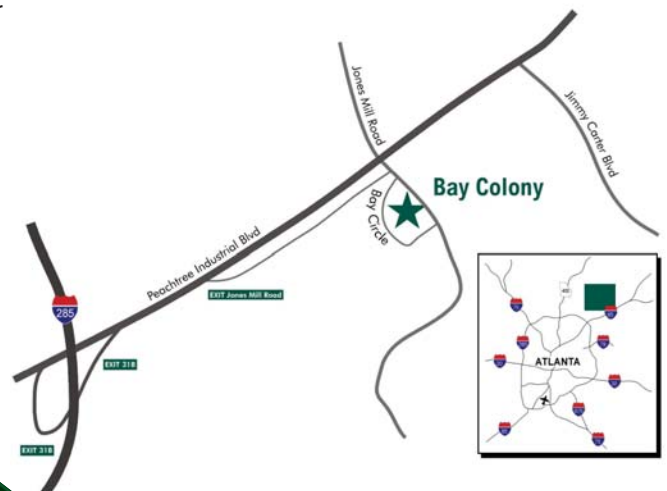 Jones Mill Road
Jimmy Carter Blvd
Bay Colony
Bay Circle
Peachtree Industrial Blvd
EXIT Jones Mill Road
285
EXIT 31B
EXIT 31B
400
ATLANTA